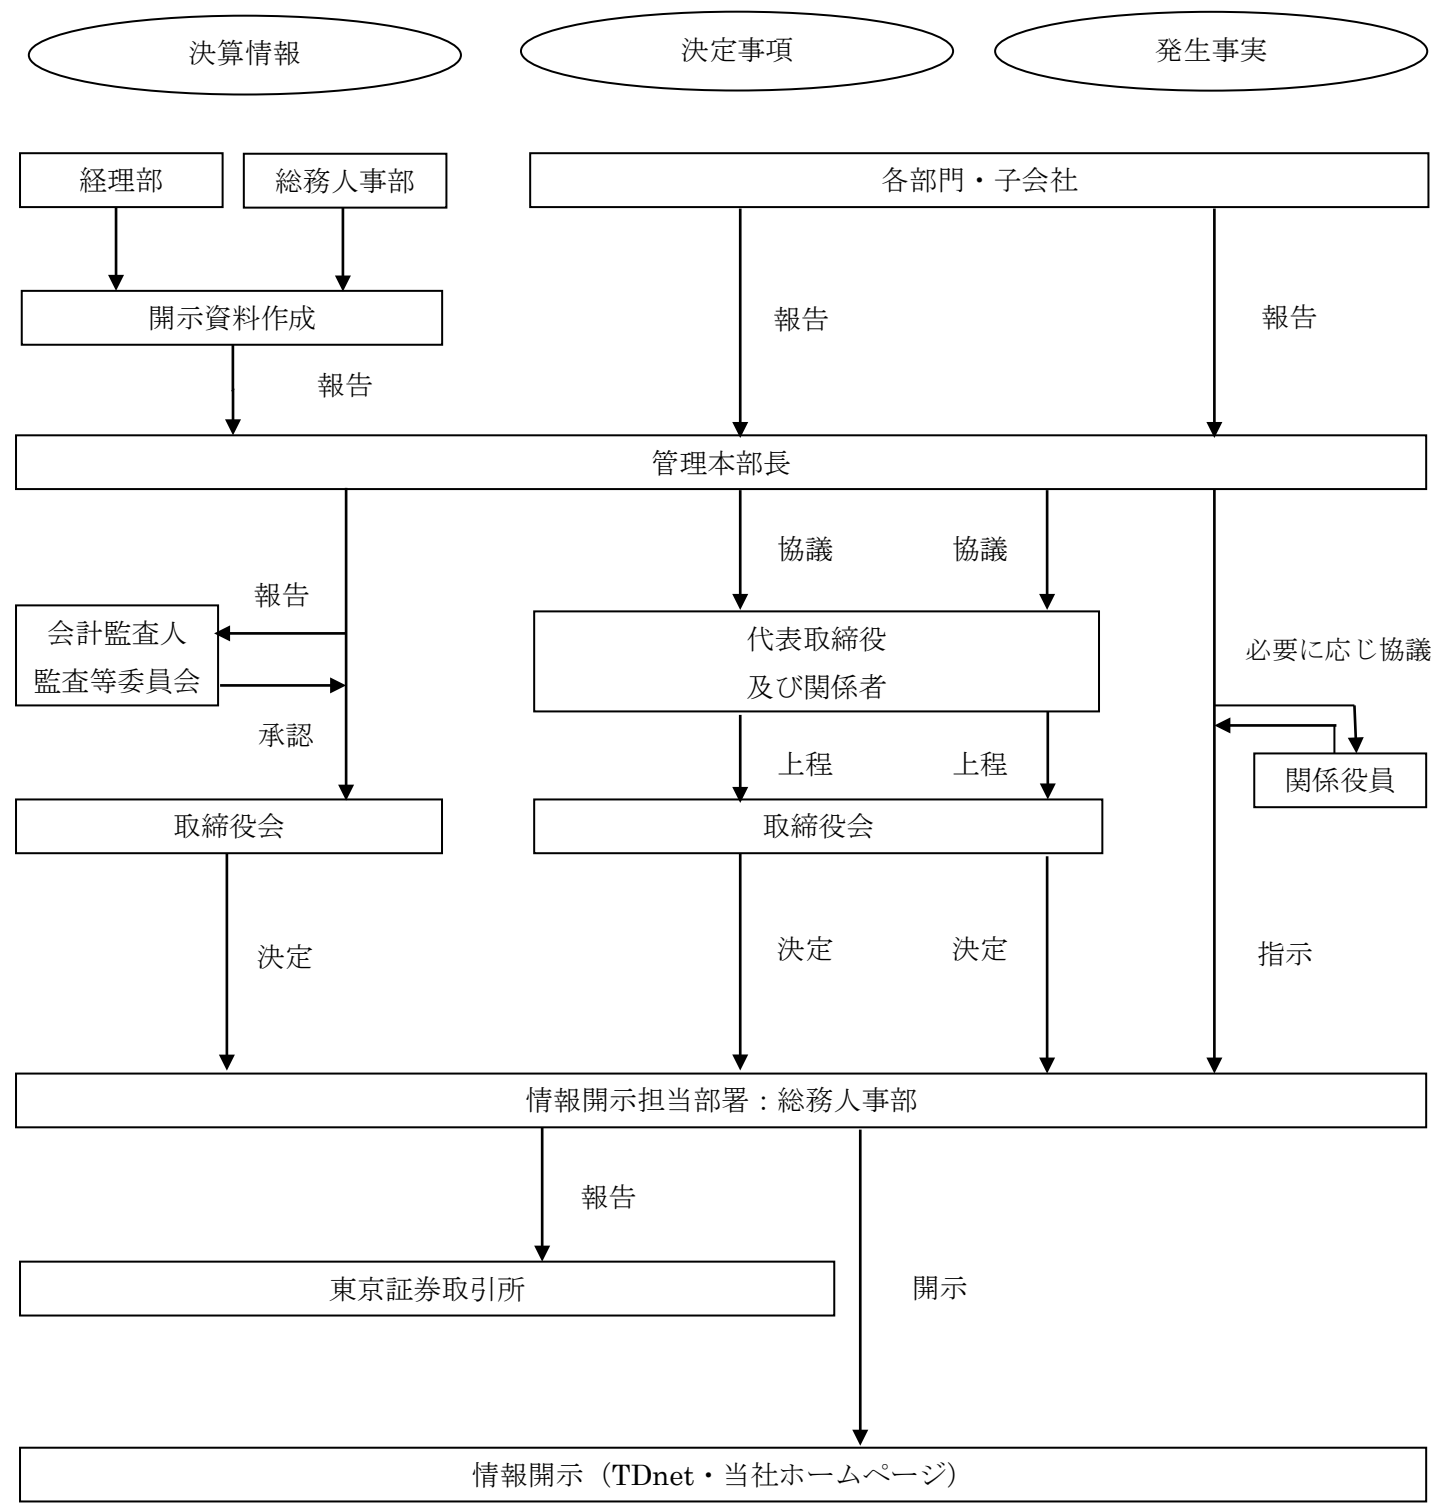 決算情報
決定事項
発生事実
経理部
総務人事部
各部門・子会社
開示資料作成
報告
報告
報告
管理本部長
協議
協議
報告
会計監査人
監査等委員会
承認
代表取締役
及び関係者
必要に応じ協議
上程
上程
関係役員
取締役会
取締役会
決定
決定
決定
指示
情報開示担当部署：総務人事部
報告
東京証券取引所
開示
情報開示（TDnet・当社ホームページ）